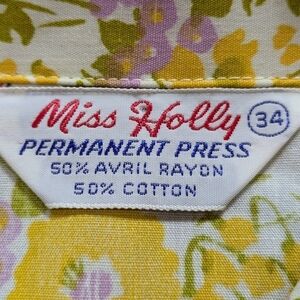 Miss Holly 34
PERMANENT PRESS
50% AVRIL RAYON
50% COTTON